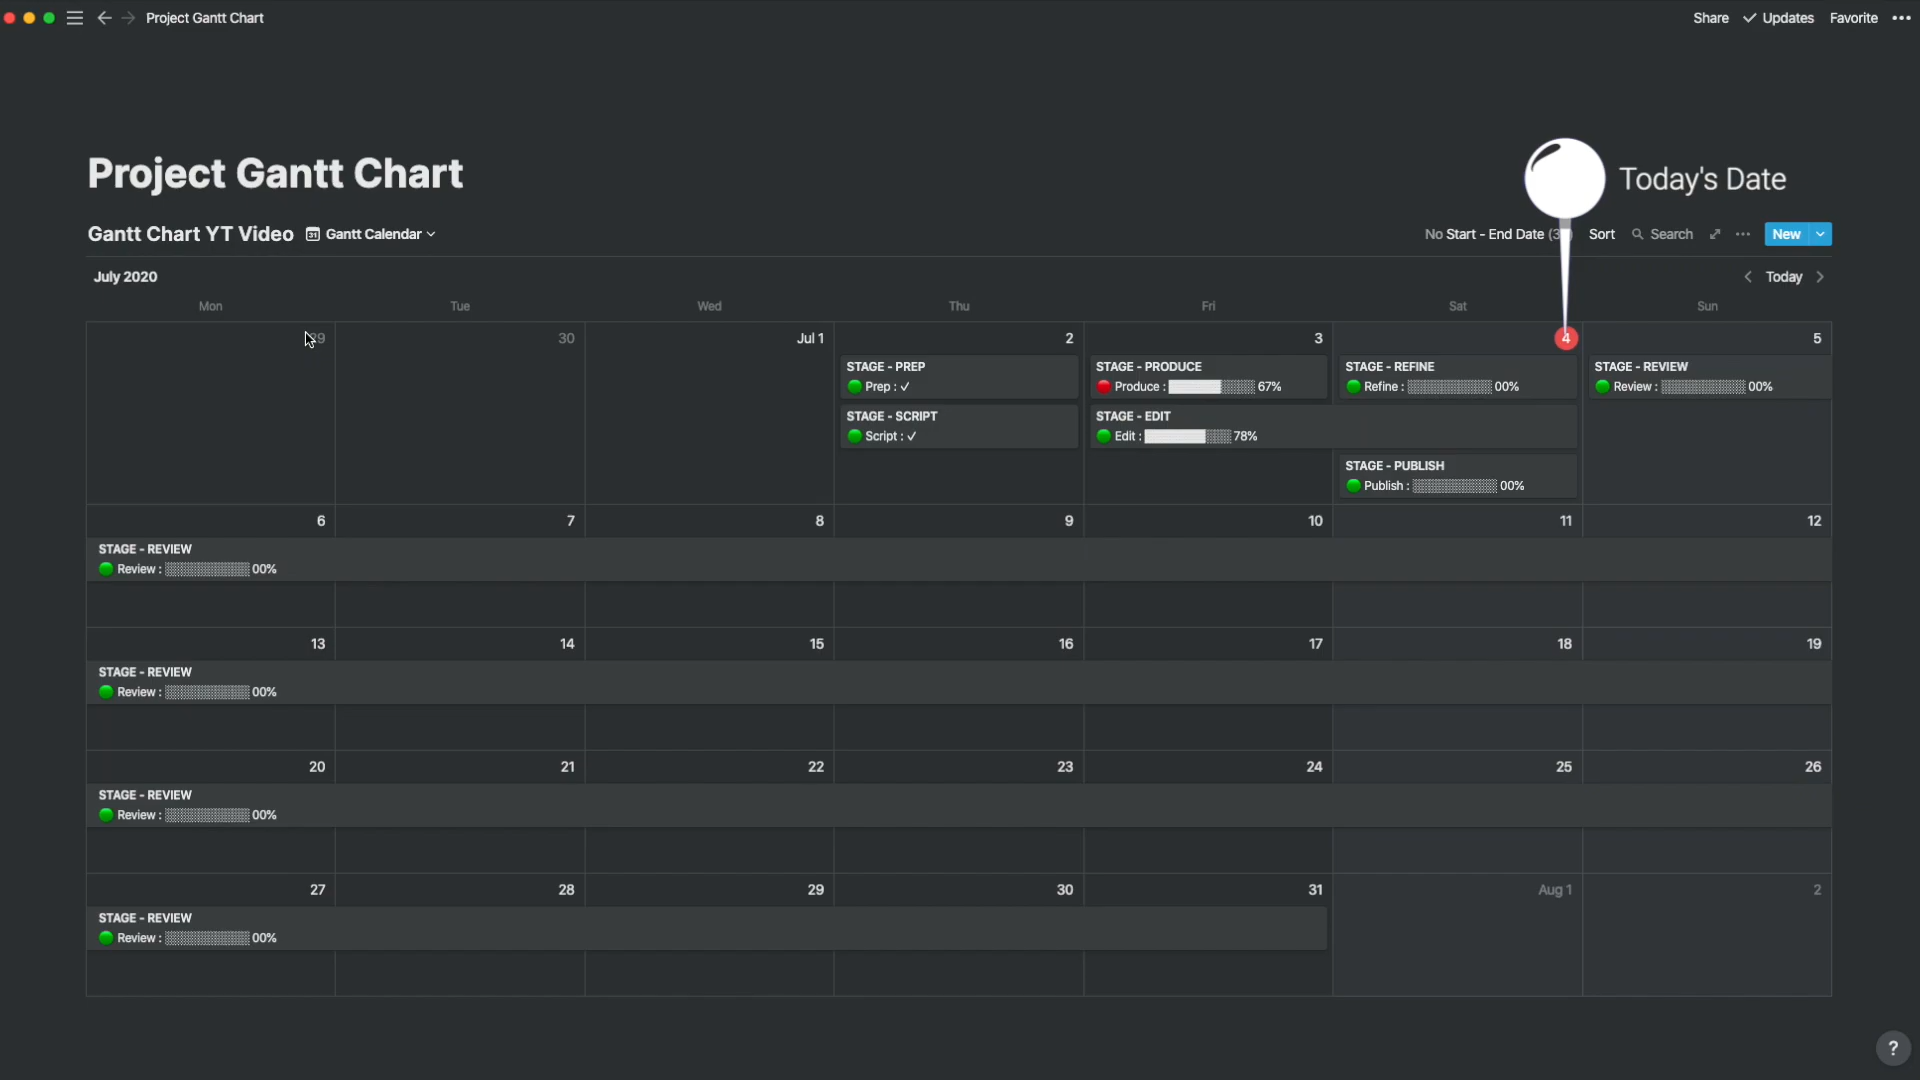 Project Gantt Chart
Share ✓ Updates Favorite •••
Project Gantt Chart
Today's Date
Gantt Chart YT Video 31 Gantt Calendar
No Start - End Date Sort Search ••• New
July 2020
Today
Mon Tue Wed Thu Fri Sat Sun
30 Jul 1 2 3 4 5
STAGE - PREP STAGE - PRODUCE STAGE - REFINE STAGE - REVIEW
Prep : ✓ Produce : 67% Refine : 00% Review : 00%
STAGE - SCRIPT STAGE - EDIT
Script : ✓ Edit : 78%
STAGE - PUBLISH
Publish : 00%
6 7 8 9 10 11 12
STAGE - REVIEW
Review : 00%
13 14 15 16 17 18 19
STAGE - REVIEW
Review : 00%
20 21 22 23 24 25 26
STAGE - REVIEW
Review : 00%
27 28 29 30 31 Aug 1 2
STAGE - REVIEW
Review : 00%
?